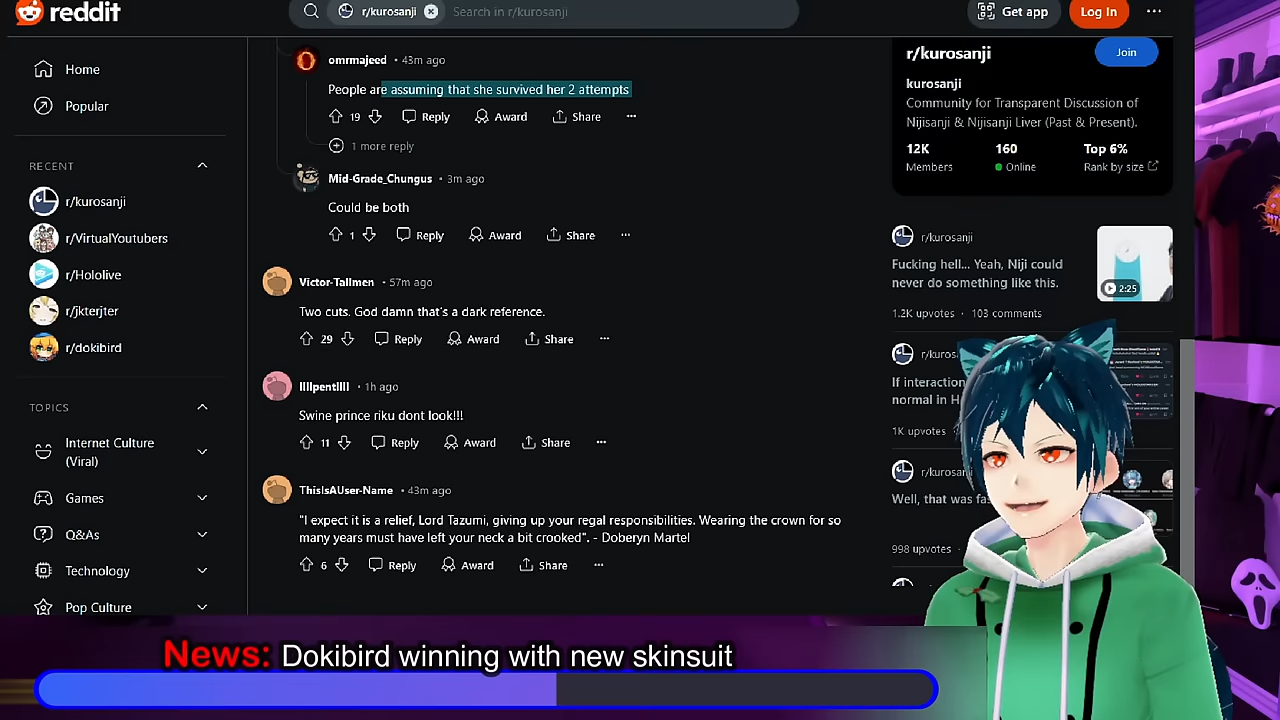 reddit
r/kurosanji
Search in r/kurosanji
Get app
Log In
Home
Popular
RECENT
r/kurosanji
r/VirtualYoutubers
r/Hololive
r/jkterjter
r/dokibird
TOPICS
Internet Culture
(Viral)
Games
Q&As
Technology
Pop Culture
omrmajeed • 43m ago
People are assuming that she survived her 2 attempts
19 Reply Award Share
1 more reply
Mid-Grade_Chungus • 3m ago
Could be both
1 Reply Award Share
Victor-Tallmen • 57m ago
Two cuts. God damn that's a dark reference.
29 Reply Award Share
• 1h ago
Swine prince riku dont lorck!!!
11 Reply Award Share
ThisIsAUser-Name • 43m ago
"I expect it is a relief, Lord Yozumi, giving up your regal responsibilities. Wearing the crown for so
many years must have left your neck a bit crooked". - Doberyn Martel
6 Reply Award Share
r/kurosanji
Join
kurosanji
Community for Transparent Discussion of
Nijisanji & Nijisanji Liver (Past & Present).
12K 160 Top 6%
Members Online Rank by size
r/kurosanji
Fucking hell... Yeah, Niji could
never do something like this.
2:25
1.2K upvotes • 103 comments
r/kuros
If interaction
normal in H
1K upvotes
r/kurosanji
Well, that was fas
998 upvotes •
News: Dokibird winning with new skinsuit